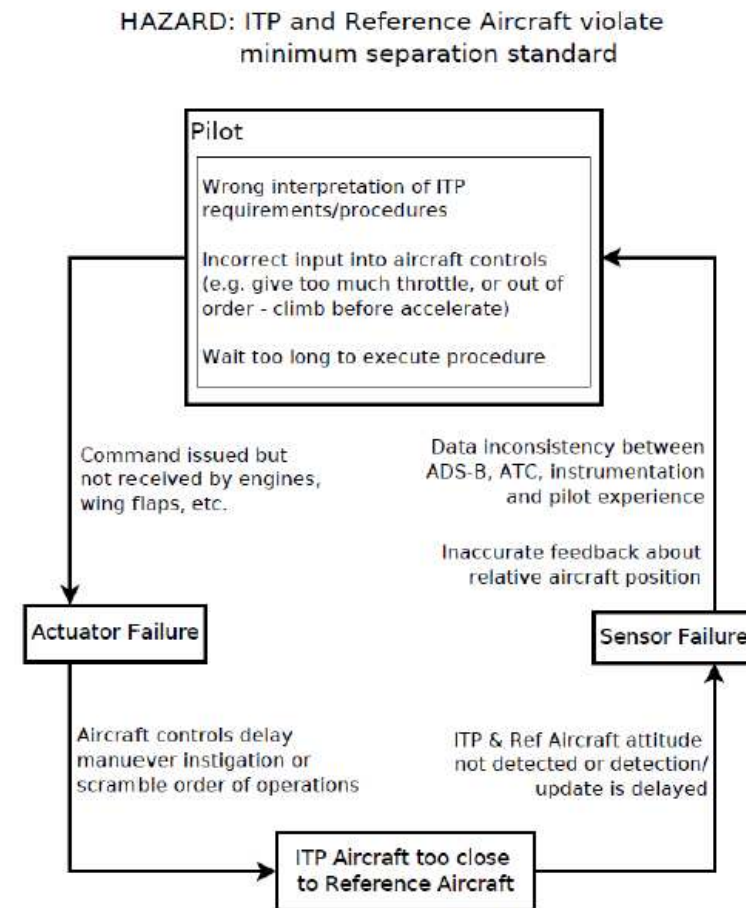 HAZARD: ITP and Reference Aircraft violate
minimum separation standard
Pilot
Wrong interpretation of ITP
requirements/procedures
Incorrect input into aircraft controls
(e.g. give too much throttle, or out of
order - climb before accelerate)
Wait too long to execute procedure
Command issued but
not received by engines,
wing flaps, etc.
Data inconsistency between
ADS-B, ATC, instrumentation
and pilot experience
Inaccurate feedback about
relative aircraft position
Actuator Failure
Sensor Failure
Aircraft controls delay
manuever instigation or
scramble order of operations
ITP & Ref Aircraft attitude
not detected or detection/
update is delayed
ITP Aircraft too close
to Reference Aircraft